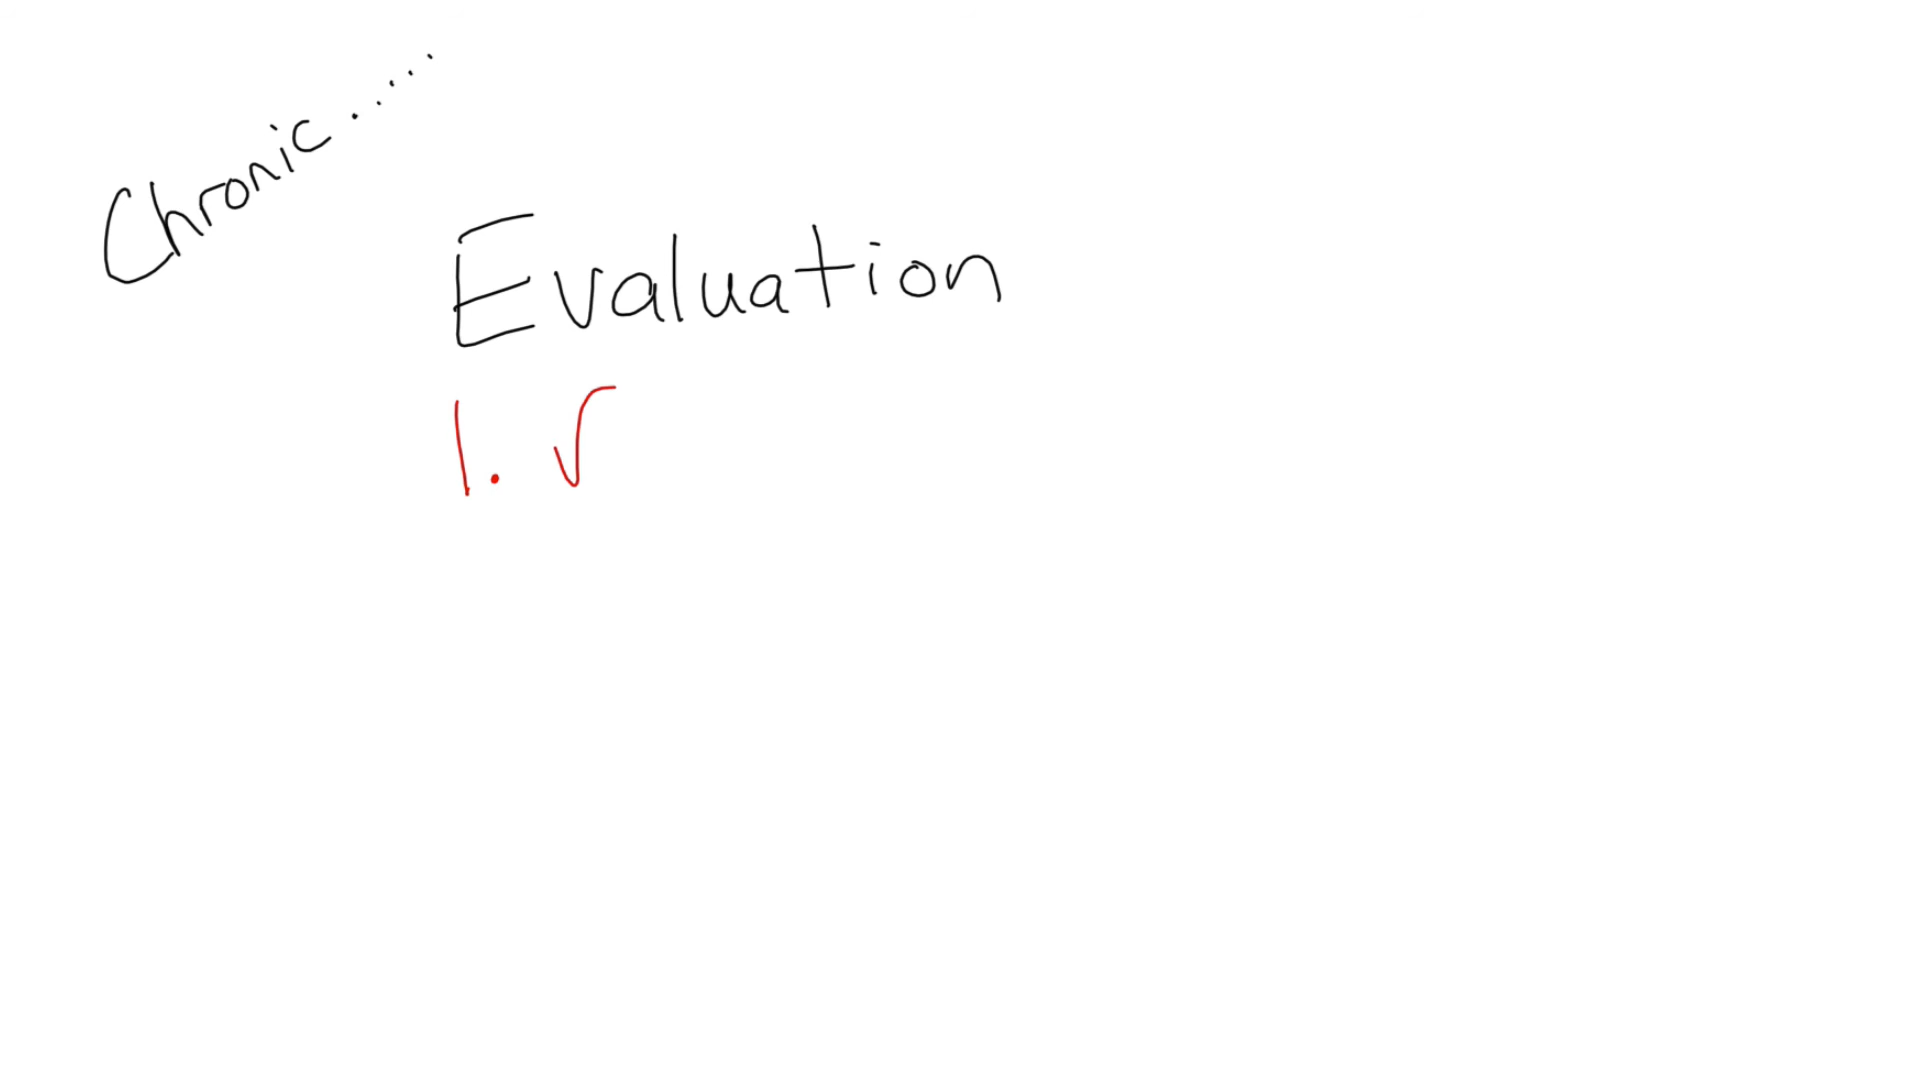 Chronic.....
Evaluation
1. √